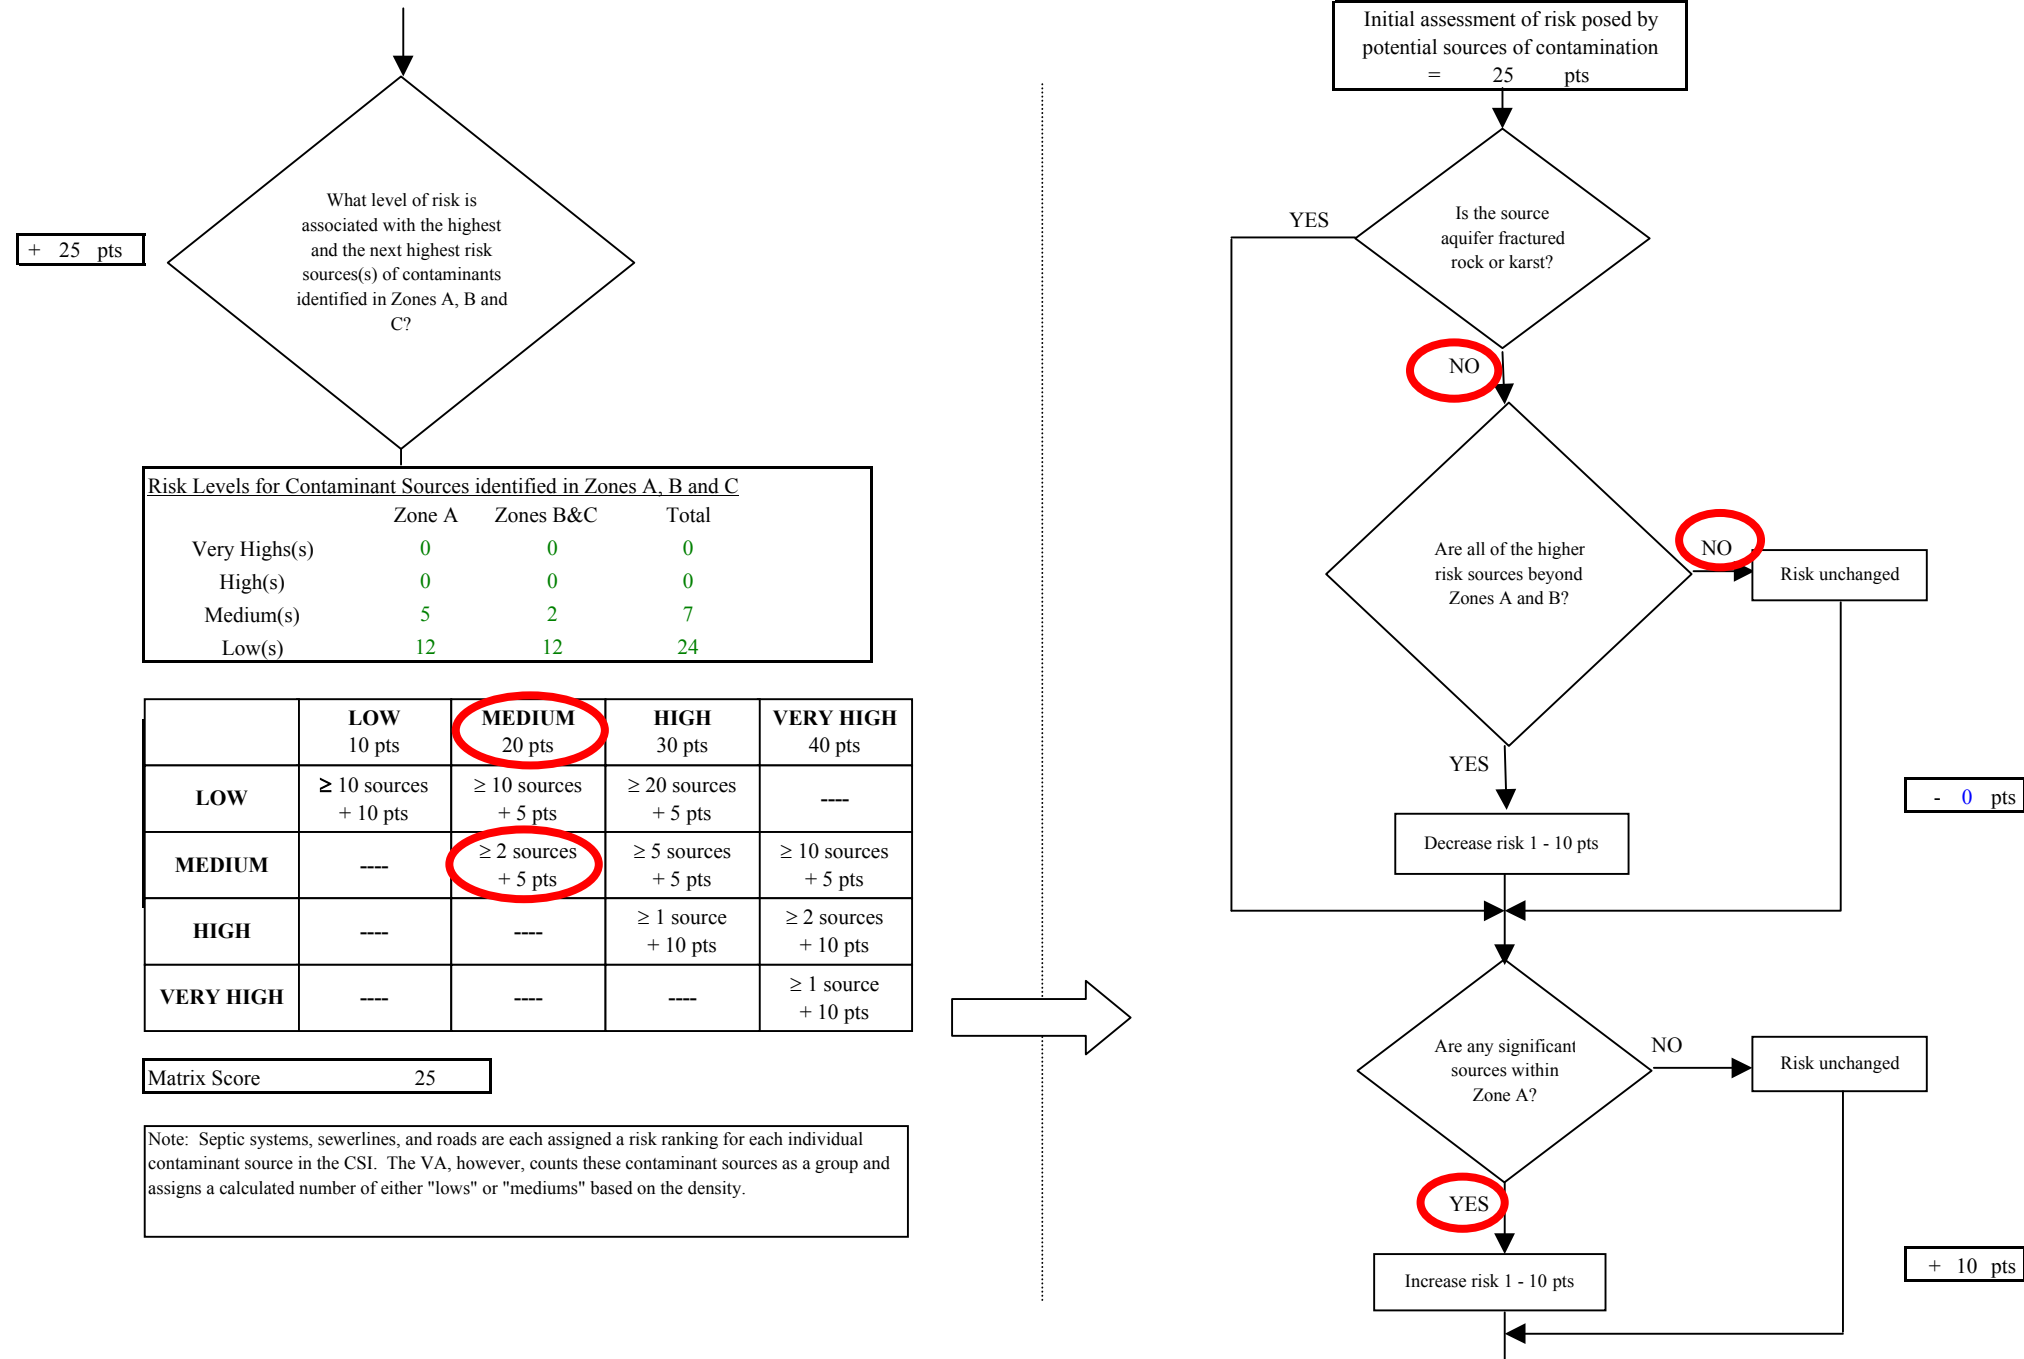 + 25 pts
What level of risk is
associated with the highest
and the next highest risk
sources(s) of contaminants
identified in Zones A, B and
C?
Risk Levels for Contaminant Sources identified in Zones A, B and C
Zone A Zones B&C Total
Very Highs(s) 0 0 0
High(s) 0 0 0
Medium(s) 5 2 7
Low(s) 12 12 24
LOW MEDIUM HIGH VERY HIGH
10 pts 20 pts 30 pts 40 pts
LOW ≥ 10 sources ≥ 10 sources ≥ 20 sources ----
+ 10 pts + 5 pts + 5 pts
MEDIUM ---- ≥ 2 sources ≥ 5 sources ≥ 10 sources
+ 5 pts + 5 pts + 5 pts
HIGH ---- ---- ≥ 1 source ≥ 2 sources
+ 10 pts + 10 pts
VERY HIGH ---- ---- ---- ≥ 1 source
+ 10 pts
Matrix Score 25
Note: Septic systems, sewerlines, and roads are each assigned a risk ranking for each individual
contaminant source in the CSI. The VA, however, counts these contaminant sources as a group and
assigns a calculated number of either "lows" or "mediums" based on the density.
Initial assessment of risk posed by
potential sources of contamination
= 25 pts
Is the source
aquifer fractured
rock or karst?
YES
NO
Are all of the higher
risk sources beyond
Zones A and B?
NO
Risk unchanged
YES
Decrease risk 1 - 10 pts
- 0 pts
Are any significant
sources within
Zone A?
NO
Risk unchanged
YES
Increase risk 1 - 10 pts
+ 10 pts